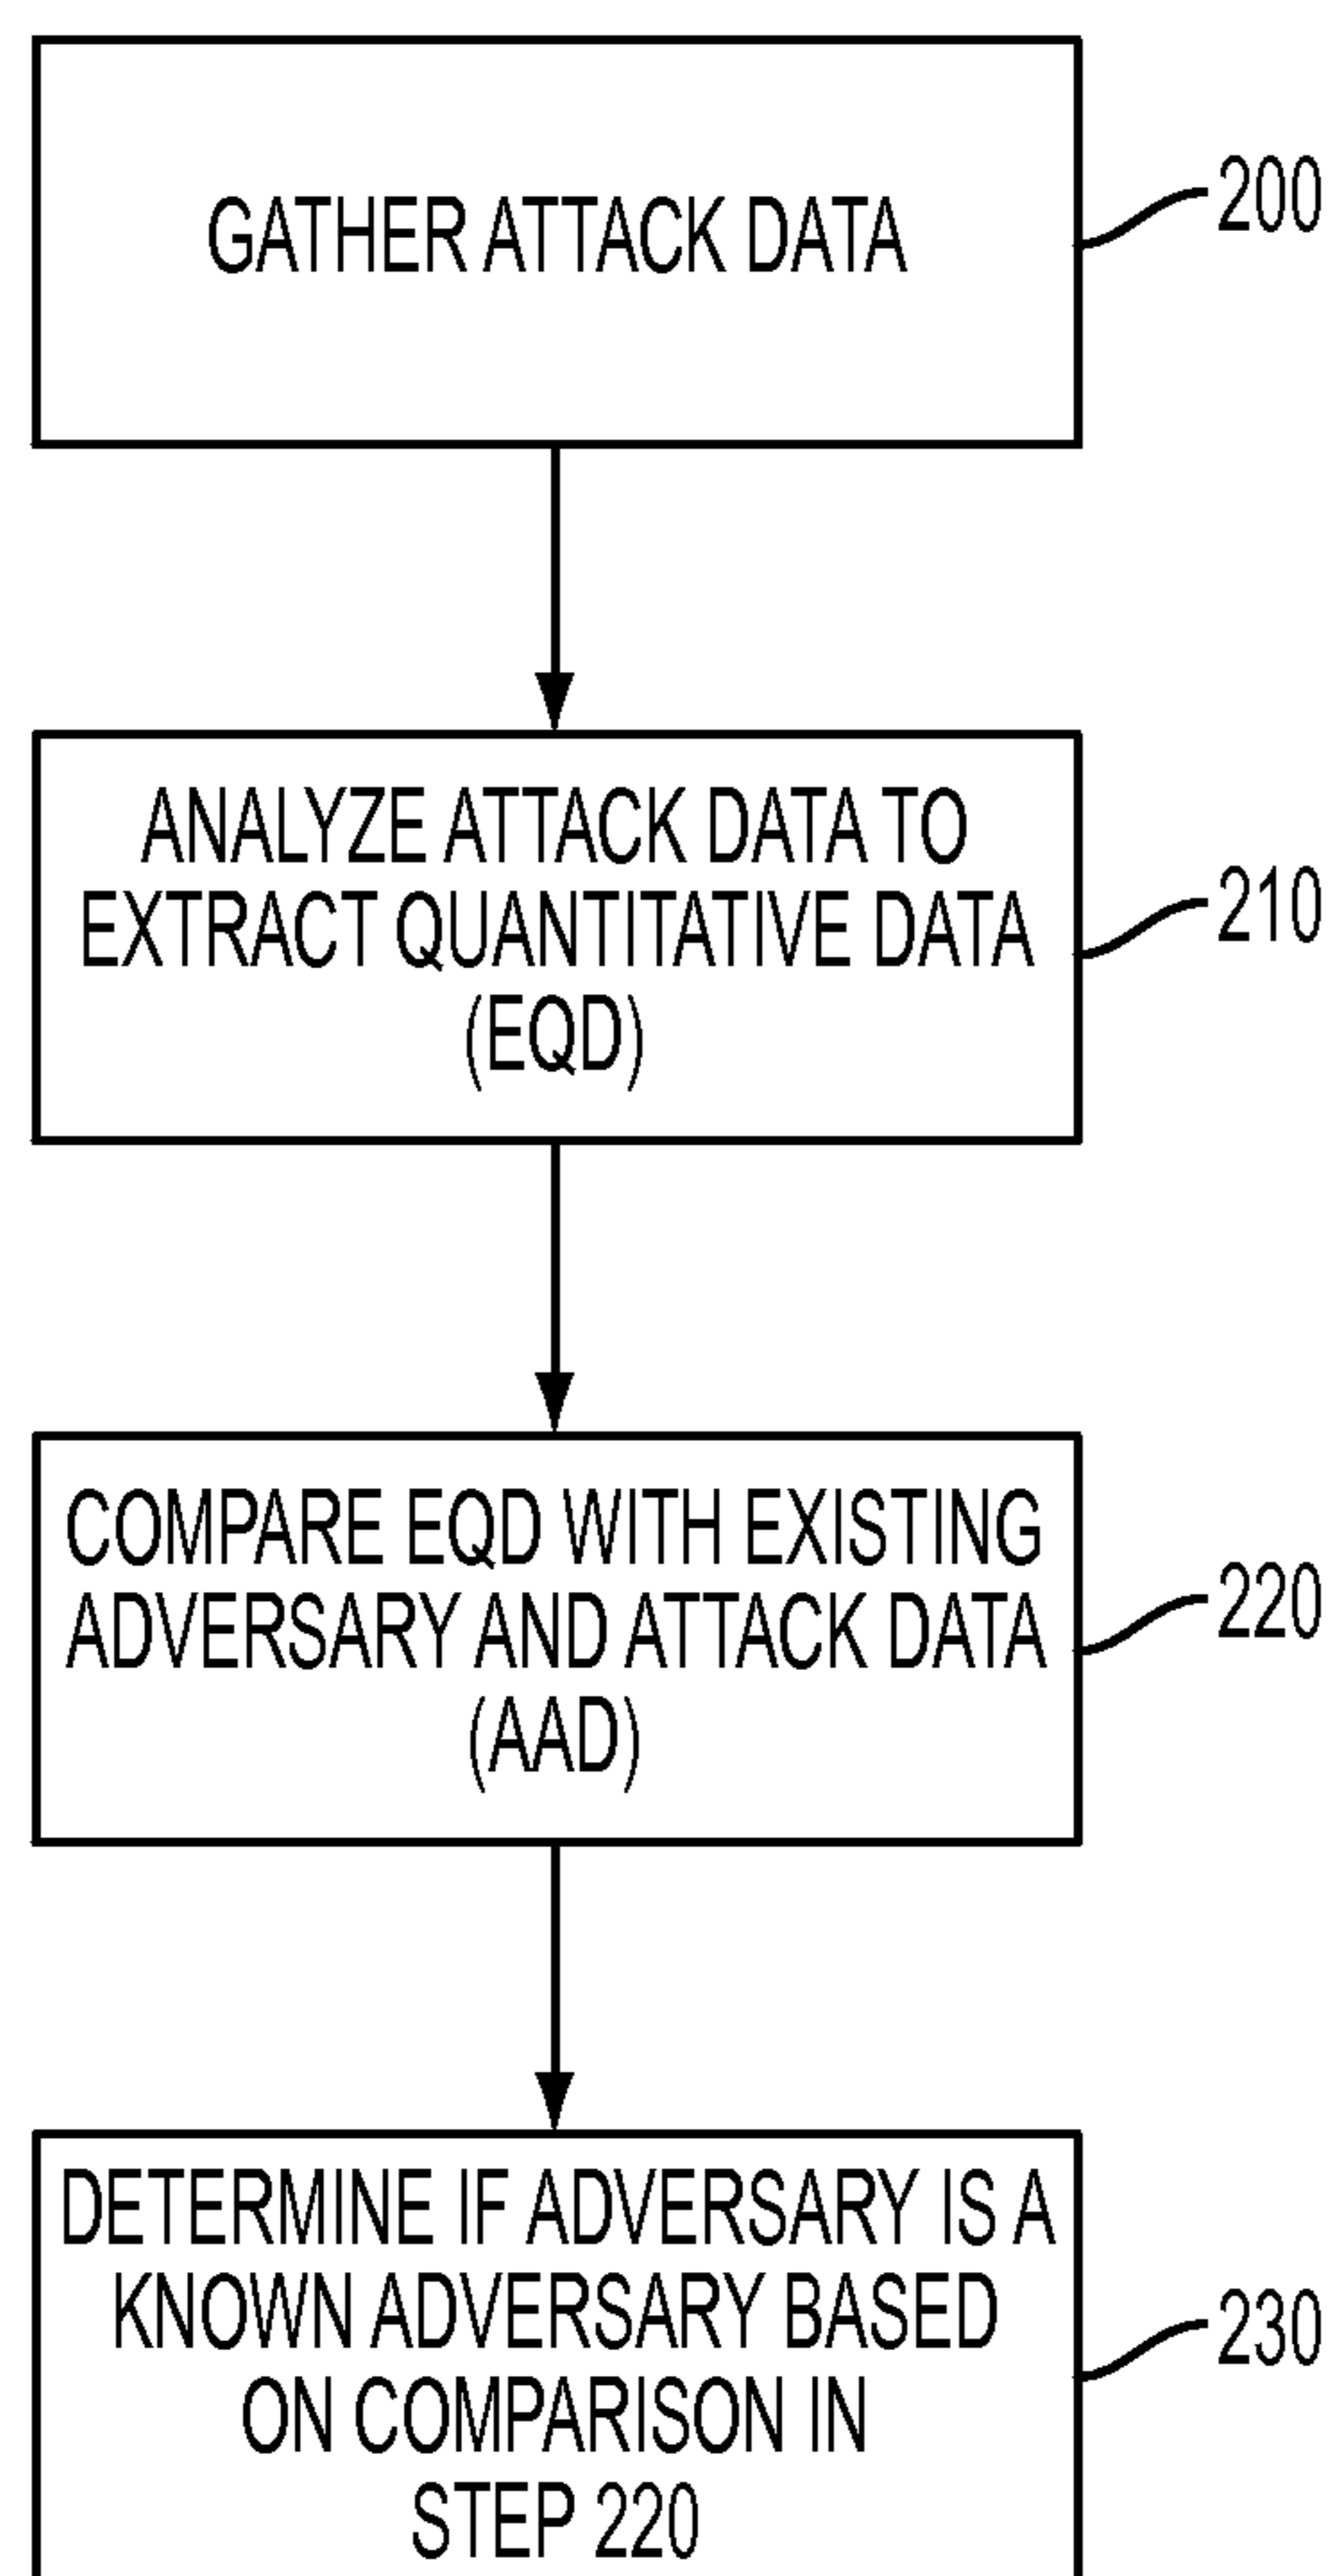 GATHER ATTACK DATA
200
ANALYZE ATTACK DATA TO
EXTRACT QUANTITATIVE DATA
(EQD)
210
COMPARE EQD WITH EXISTING
ADVERSARY AND ATTACK DATA
(AAD)
220
DETERMINE IF ADVERSARY IS A
KNOWN ADVERSARY BASED
ON COMPARISON IN
STEP 220
230